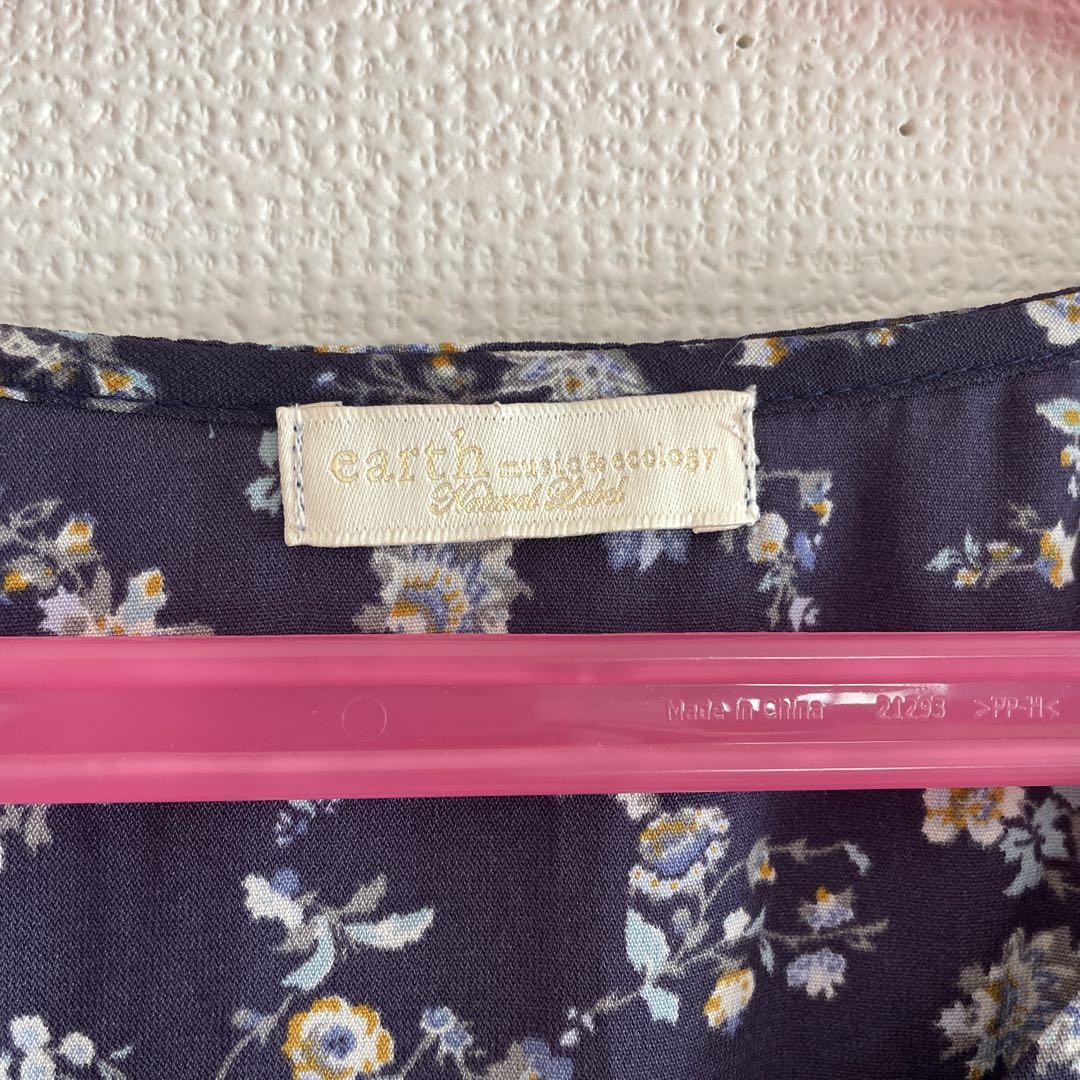 earth music & ecology
Natural Label
Made in China 21293 >PP-H<